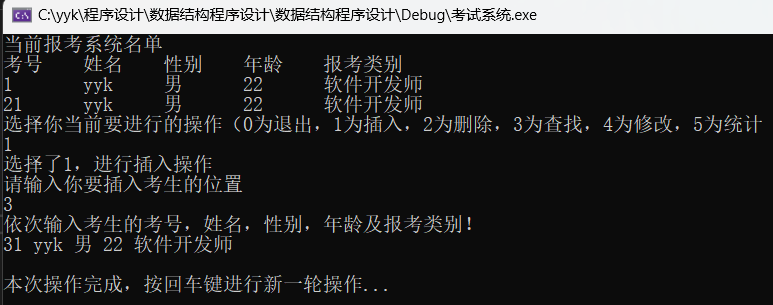 C:\yyk\程序设计\数据结构程序设计\数据结构程序设计\Debug\考试系统.exe
当前报考系统名单
考号 姓名 性别 年龄 报考类别
1 yyk 男 22 软件开发师
21 yyk 男 22 软件开发师
选择你当前要进行的操作（0为退出，1为插入，2为删除，3为查找，4为修改，5为统计
1
选择了1，进行插入操作
请输入你要插入考生的位置
3
依次输入考生的考号，姓名，性别，年龄及报考类别！
31 yyk 男 22 软件开发师
本次操作完成，按回车键进行新一轮操作...